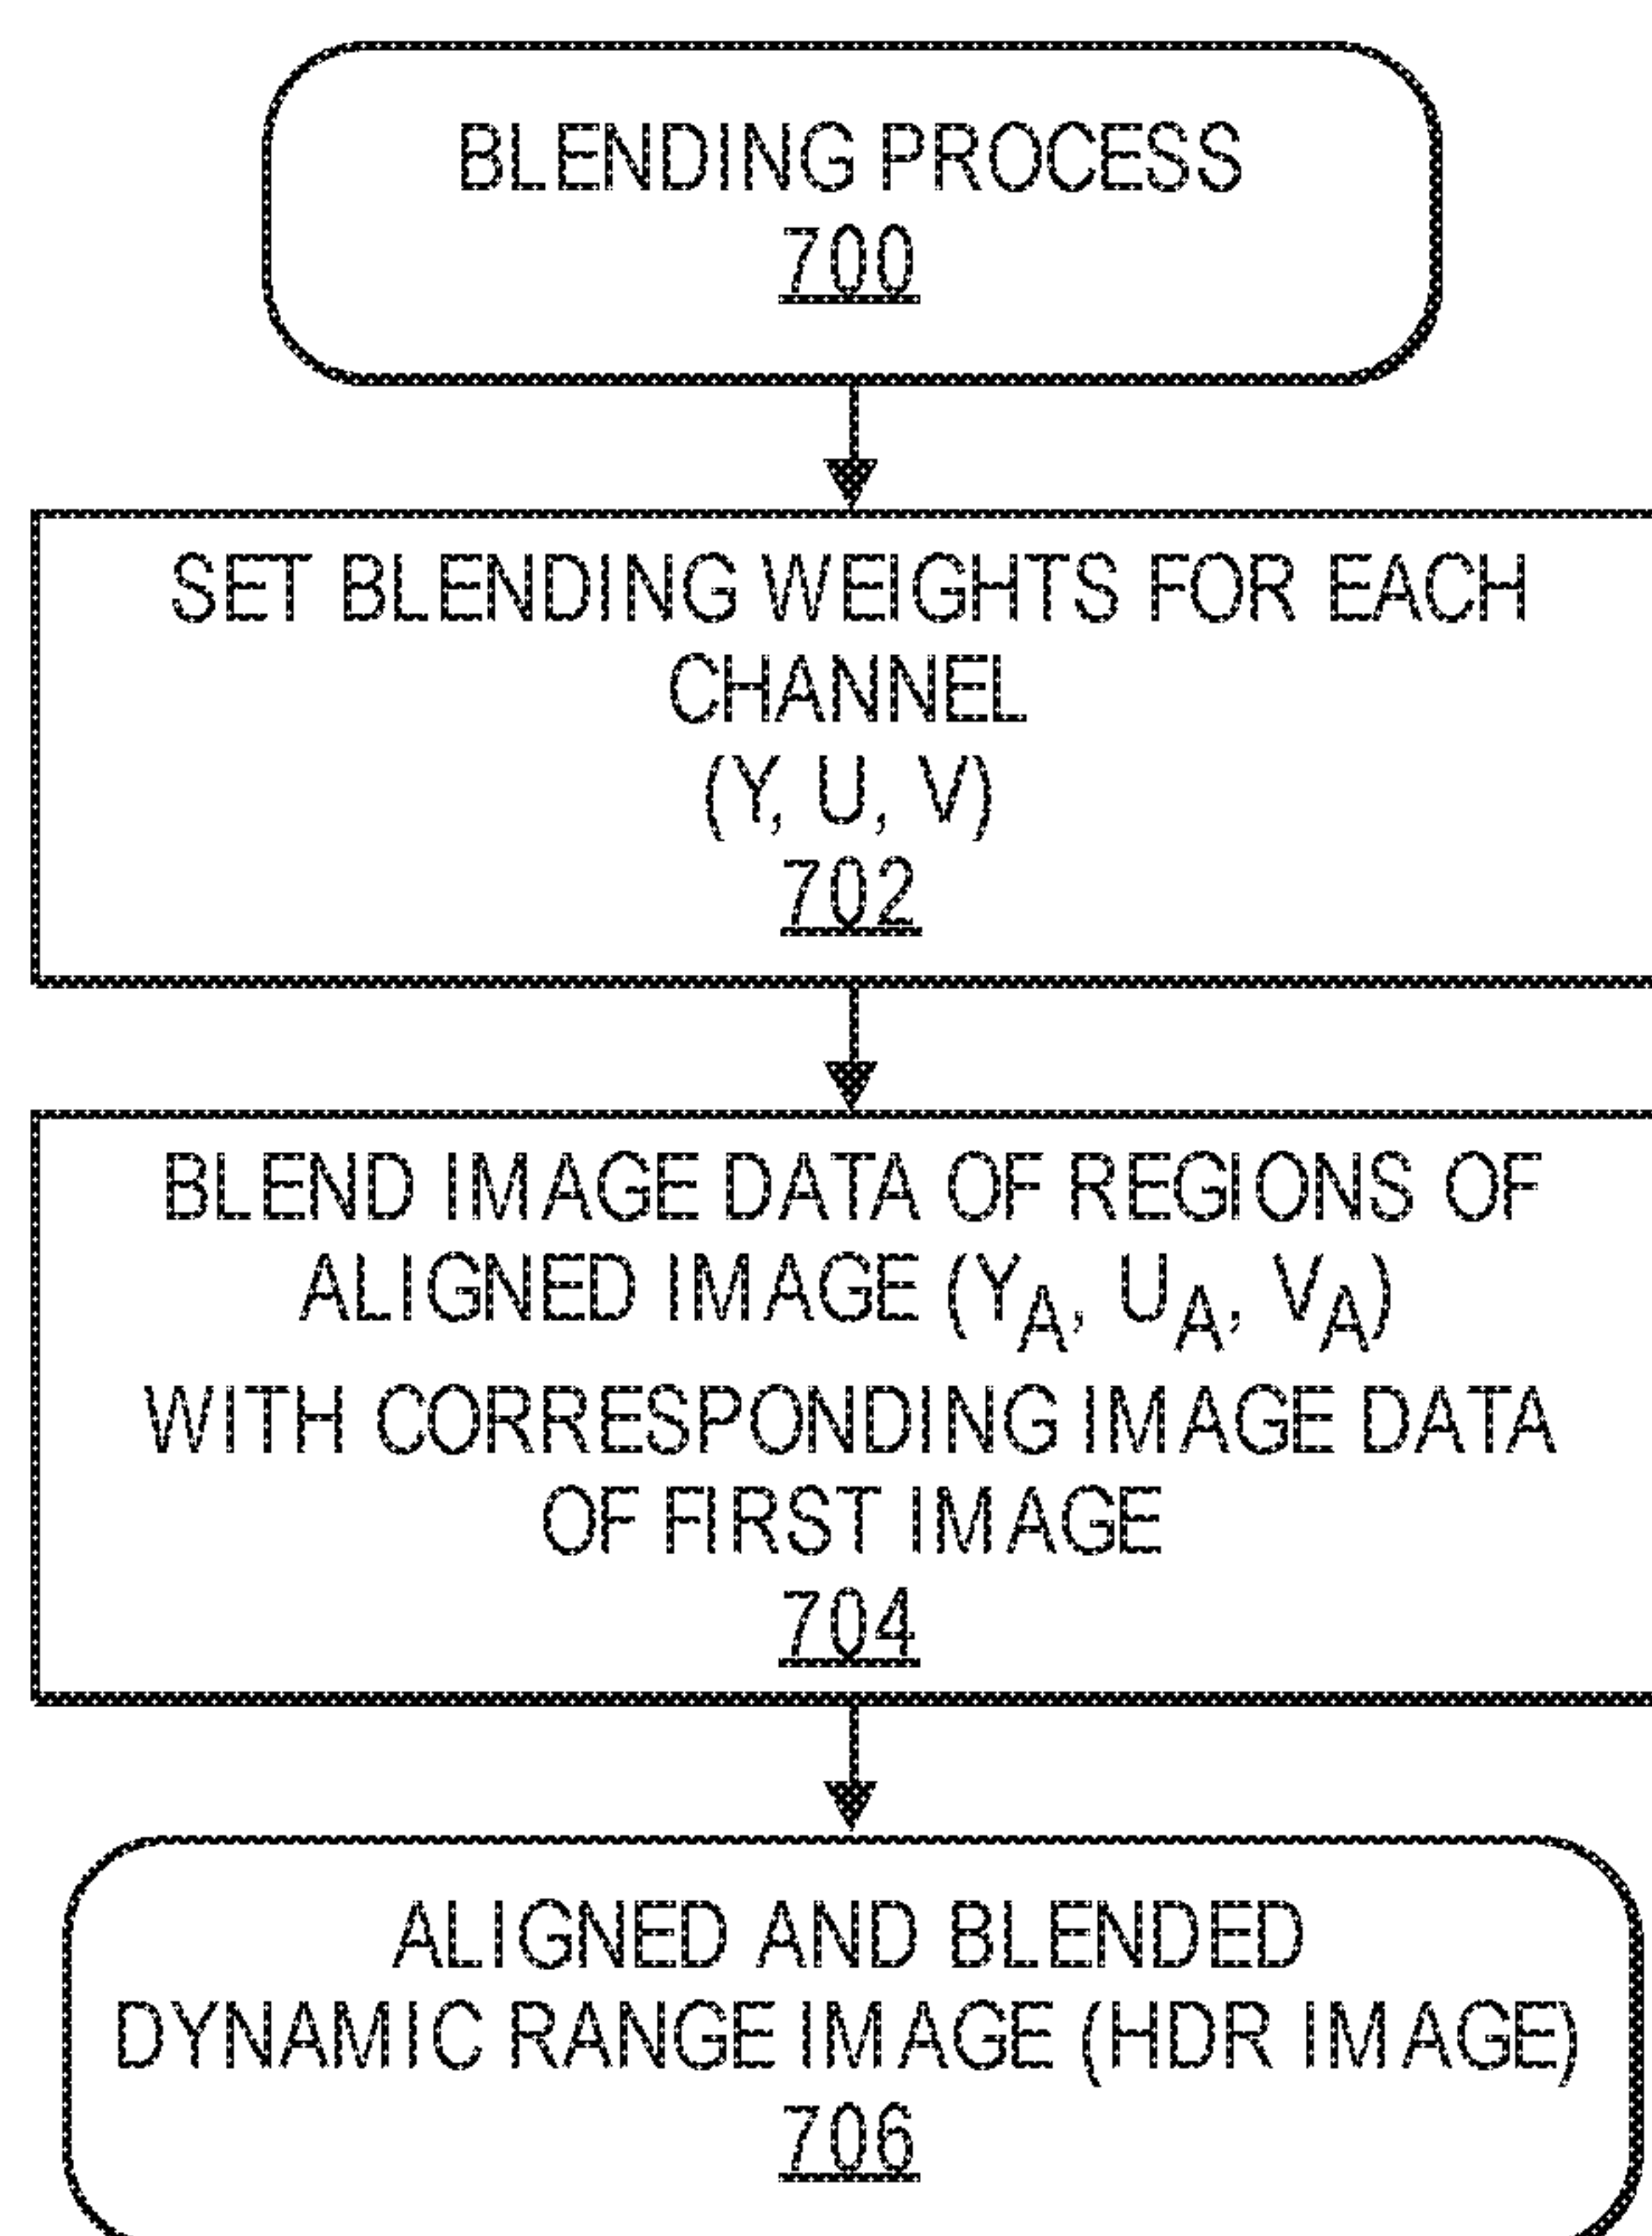 BLENDING PROCESS
700
SET BLENDING WEIGHTS FOR EACH
CHANNEL
(Y, U, V)
702
BLEND IMAGE DATA OF REGIONS OF
ALIGNED IMAGE (YA, UA, VA)
WITH CORRESPONDING IMAGE DATA
OF FIRST IMAGE
704
ALIGNED AND BLENDED
DYNAMIC RANGE IMAGE (HDR IMAGE)
706